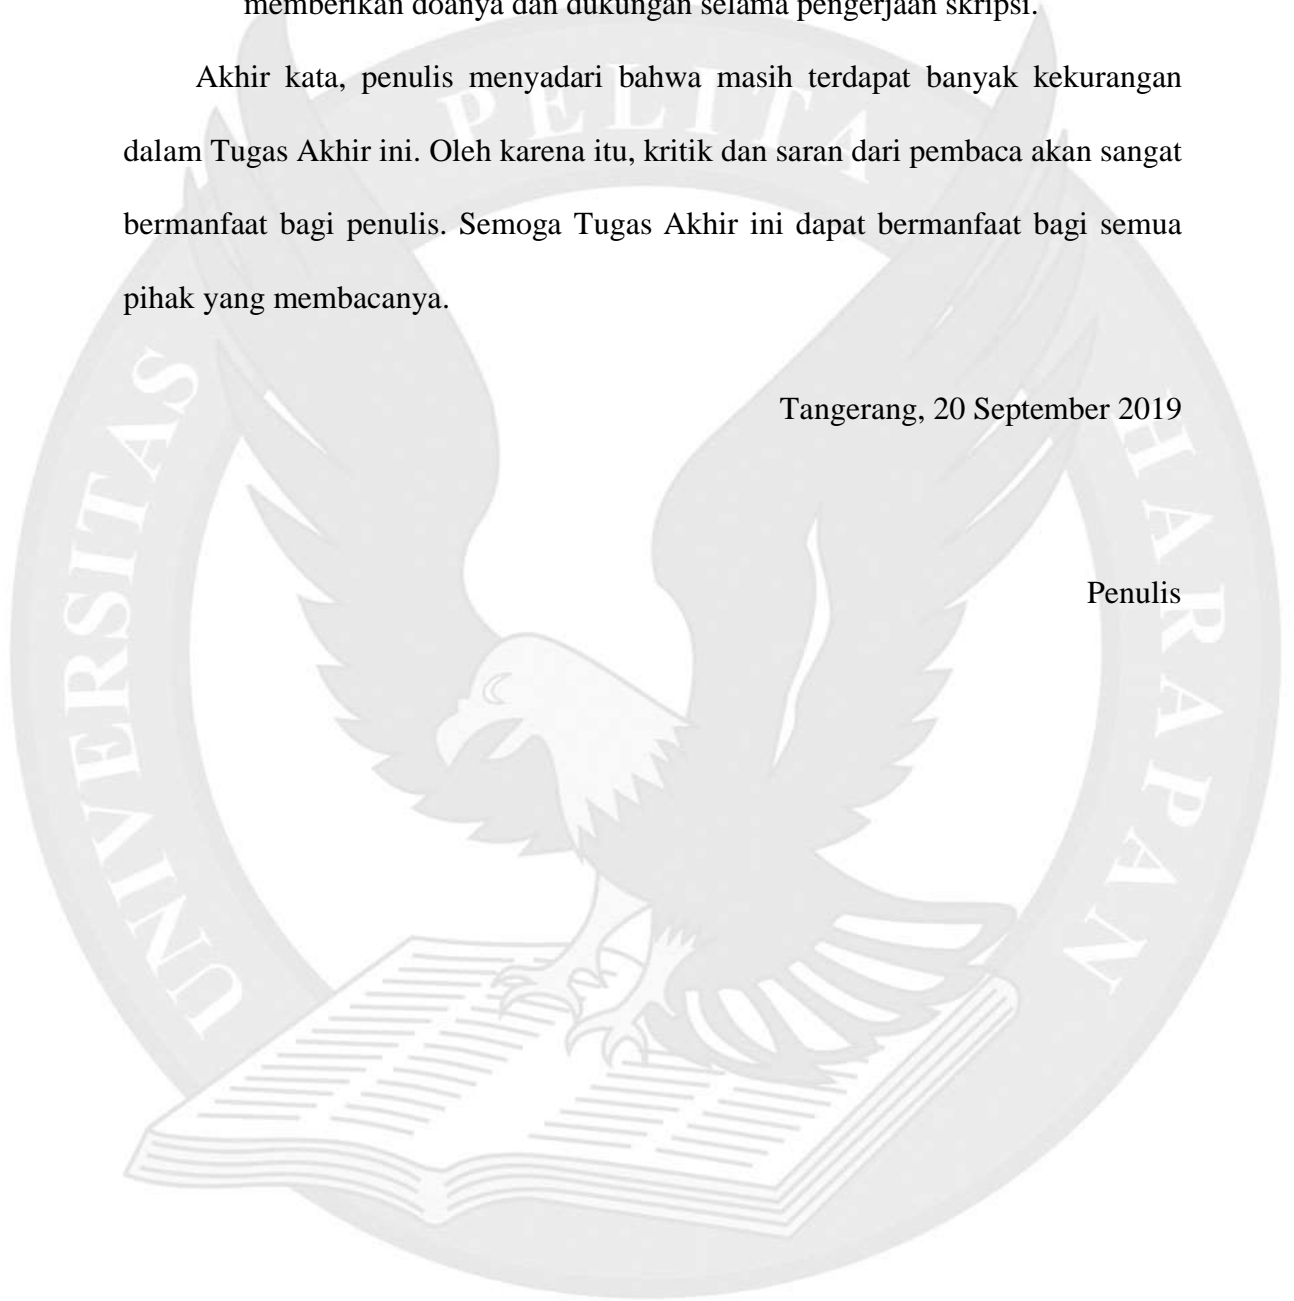 memberikan doanya dan dukungan selama pengerjaan skripsi.
Akhir kata, penulis menyadari bahwa masih terdapat banyak kekurangan
dalam Tugas Akhir ini. Oleh karena itu, kritik dan saran dari pembaca akan sangat
bermanfaat bagi penulis. Semoga Tugas Akhir ini dapat bermanfaat bagi semua
pihak yang membacanya.
Tangerang, 20 September 2019
Penulis
UNIVERSITAS PELITA HARAPAN